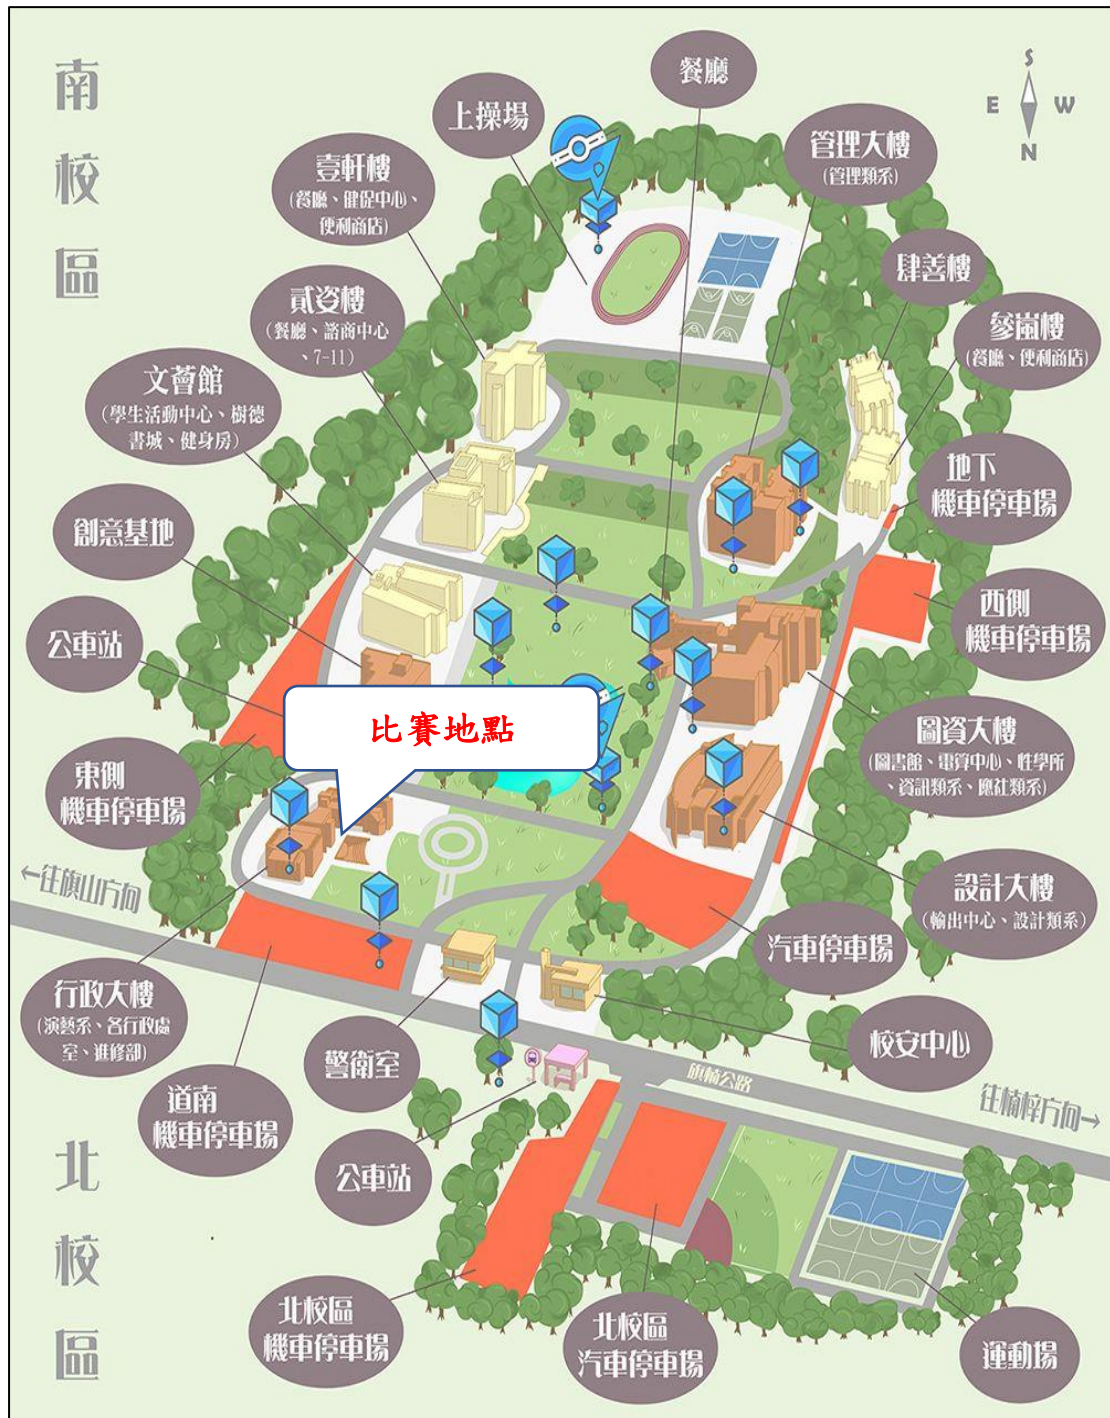 南校區
S
E W
N
餐廳
上操場
管理大樓
(管理類系)
壹軒樓
(餐廳、健促中心、
便利商店)
肆善樓
貳姿樓
(餐廳、諮商中心
、7-11)
參嵐樓
(餐廳、便利商店)
文薈館
(學生活動中心、樹德
書城、健身房)
地下
機車停車場
創意基地
西側
機車停車場
公車站
比賽地點
圖資大樓
(圖書館、電算中心、性學所
、資訊類系、應社類系)
東側
機車停車場
←往旗山方向
設計大樓
(輸出中心、設計類系)
汽車停車場
行政大樓
(演藝系、各行政處
室、進修部)
校安中心
警衛室
旗楠公路
道南
機車停車場
往楠梓方向→
公車站
北校區
北校區
機車停車場
北校區
汽車停車場
運動場